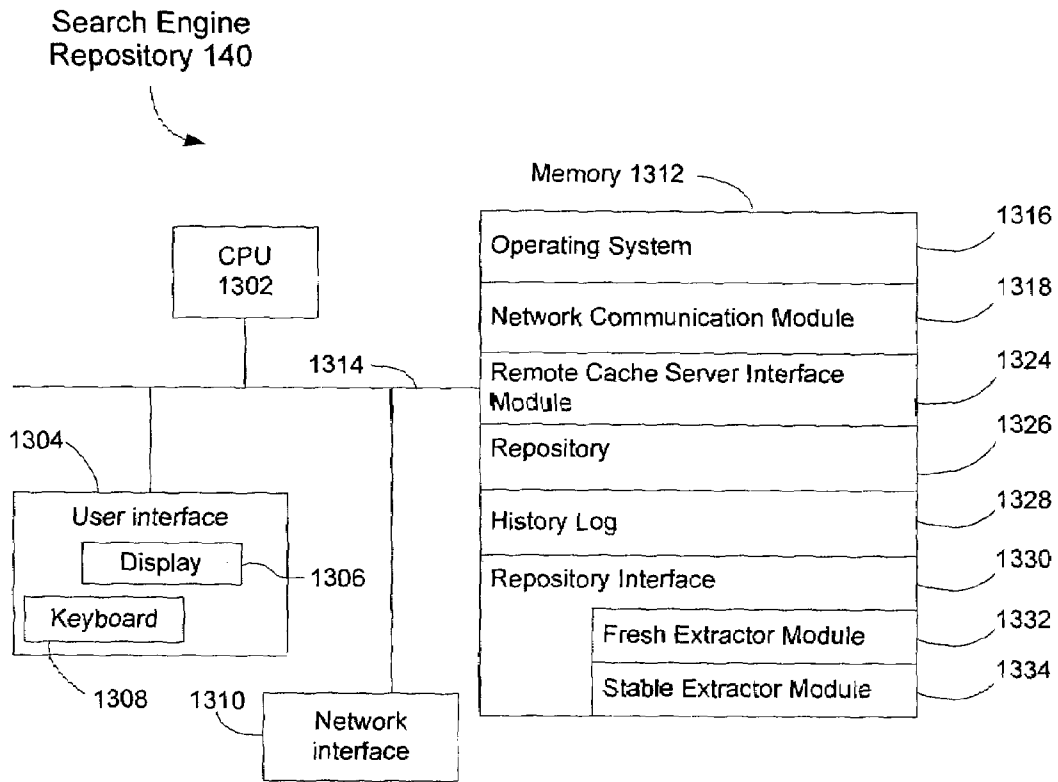 Search Engine
Repository 140
Memory 1312
Operating System
1316
Network Communication Module
1318
Remote Cache Server Interface
Module
1324
Repository
1326
History Log
1328
Repository Interface
1330
Fresh Extractor Module
1332
Stable Extractor Module
1334
CPU
1302
1314
1304
User interface
Display
1306
Keyboard
1308
1310
Network
interface